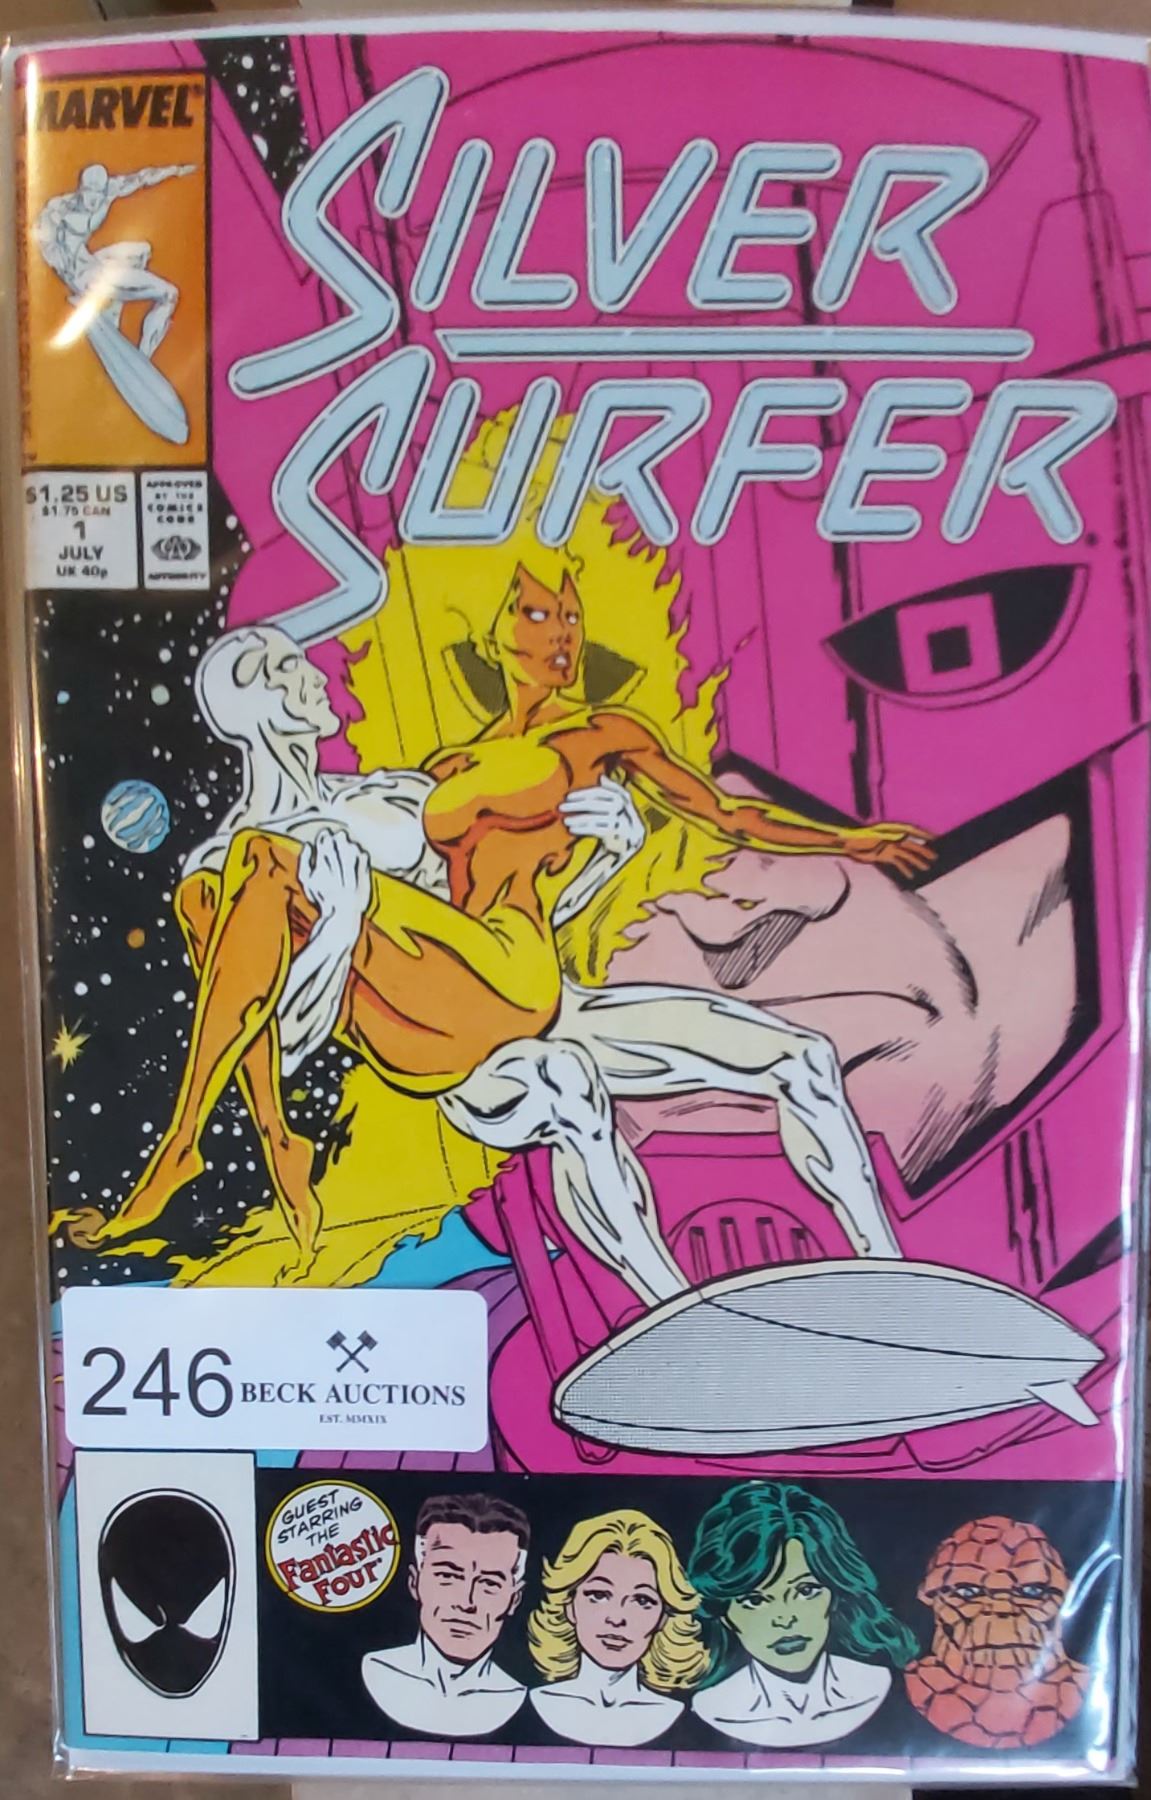 MARVEL
SILVER
SURFER
$1.25 US
$1.75 CAN
1
JULY
UK 40p
APPROVED
BY THE
COMICS
CODE
AUTHORITY
246
BECK AUCTIONS
EST. MMXIX
GUEST
STARRING
THE
Fantastic
Four